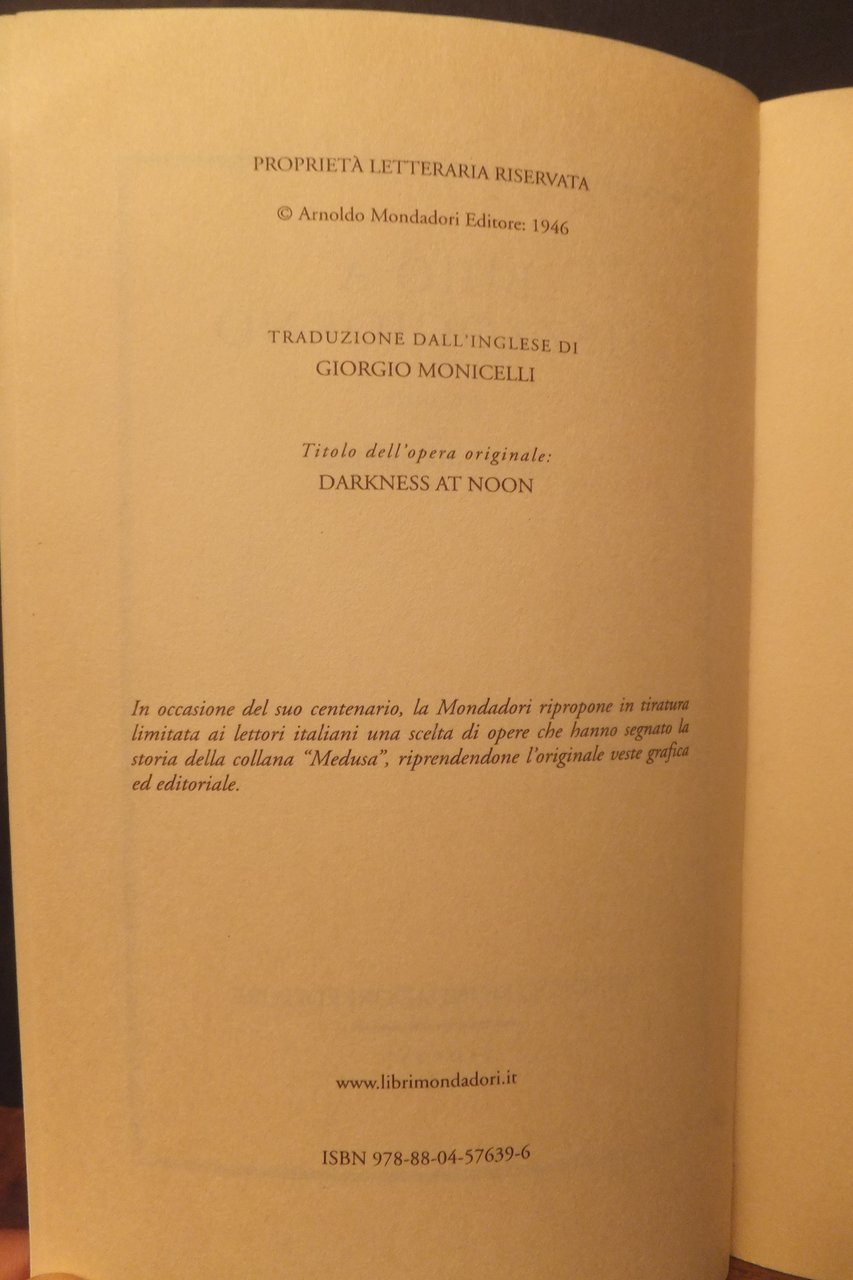 PROPRIETÀ LETTERARIA RISERVATA
© Arnoldo Mondadori Editore: 1946
TRADUZIONE DALL'INGLESE DI
GIORGIO MONICELLI
Titolo dell'opera originale:
DARKNESS AT NOON
In occasione del suo centenario, la Mondadori ripropone in tiratura
limitata ai lettori italiani una scelta di opere che hanno segnato la
storia della collana “Medusa”, riprendendone l'originale veste grafica
ed editoriale.
www.librimondadori.it
ISBN 978-88-04-57639-6